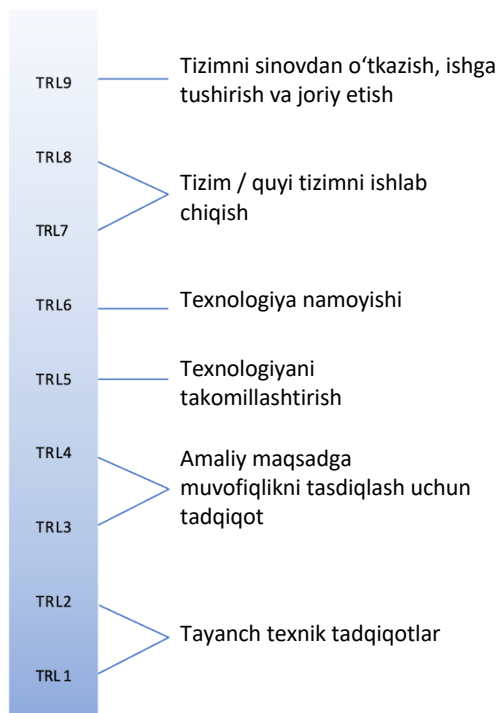 TRL9
Tizimni sinovdan o‘tkazish, ishga
tushirish va joriy etish
TRL8
Tizim / quyi tizimni ishlab
chiqish
TRL7
TRL6
Texnologiya namoyishi
TRL5
Texnologiyani
takomillashtirish
TRL4
Amaliy maqsadga
muvofiqlikni tasdiqlash uchun
tadqiqot
TRL3
TRL2
Tayanch texnik tadqiqotlar
TRL 1